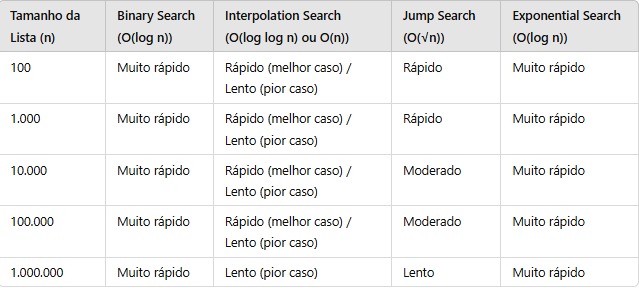 Tamanho da Lista (n) | Binary Search (O(log n)) | Interpolation Search (O(log log n) ou O(n)) | Jump Search (O(√n)) | Exponential Search (O(log n))
100 | Muito rápido | Rápido (melhor caso) / Lento (pior caso) | Rápido | Muito rápido
1.000 | Muito rápido | Rápido (melhor caso) / Lento (pior caso) | Rápido | Muito rápido
10.000 | Muito rápido | Rápido (melhor caso) / Lento (pior caso) | Moderado | Muito rápido
100.000 | Muito rápido | Rápido (melhor caso) / Lento (pior caso) | Moderado | Muito rápido
1.000.000 | Muito rápido | Lento (pior caso) | Lento | Muito rápido